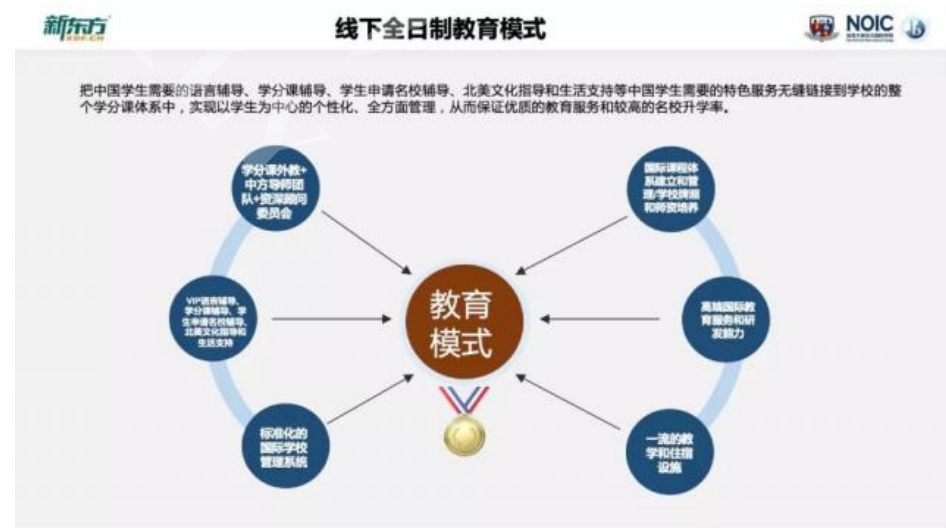 新东方
XDF.CN
线下全日制教育模式
NOIC
把中国学生需要的语言辅导、学分课辅导、学生申请名校辅导、北美文化指导和生活支持等中国学生需要的特色服务无缝链接到学校的整
个学分课体系中，实现以学生为中心的个性化、全方面管理，从而保证优质的教育服务和较高的名校升学率。
学分课外教+
中方导师团
队+资深顾问
委员会
国际课程体
系建立和管
理/学校牌照
和师资培养
VIP语言辅导、
学分课辅导、学
生申请名校辅导、
北美文化指导和
生活支持
教育
模式
高端国际教
育服务和研
发能力
标准化的
国际学校
管理系统
一流的教
学和住宿
设施